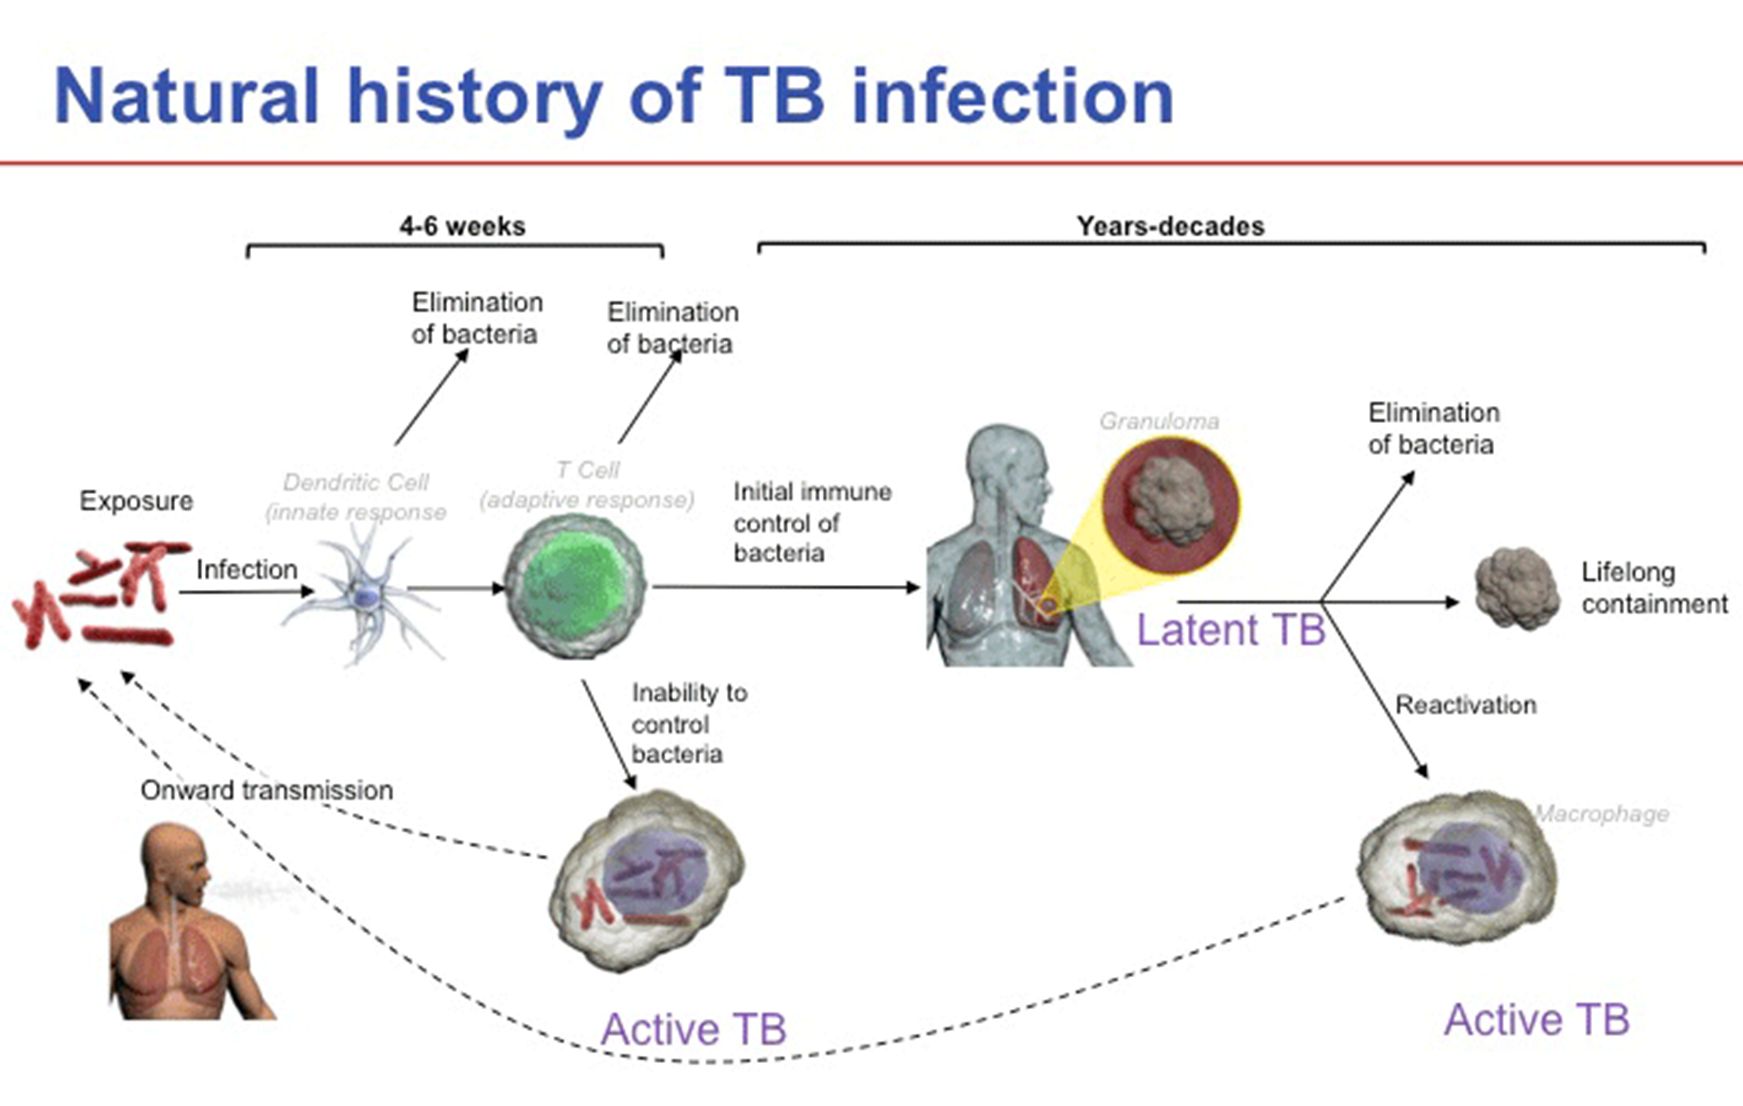 Natural history of TB infection
4-6 weeks
Years-decades
Elimination
of bacteria
Elimination
of bacteria
Elimination
of bacteria
Granuloma
Dendritic Cell
(innate response
T Cell
(adaptive response)
Exposure
Infection
Initial immune
control of
bacteria
Lifelong
containment
Latent TB
Inability to
control
bacteria
Reactivation
Onward transmission
Macrophage
Active TB
Active TB